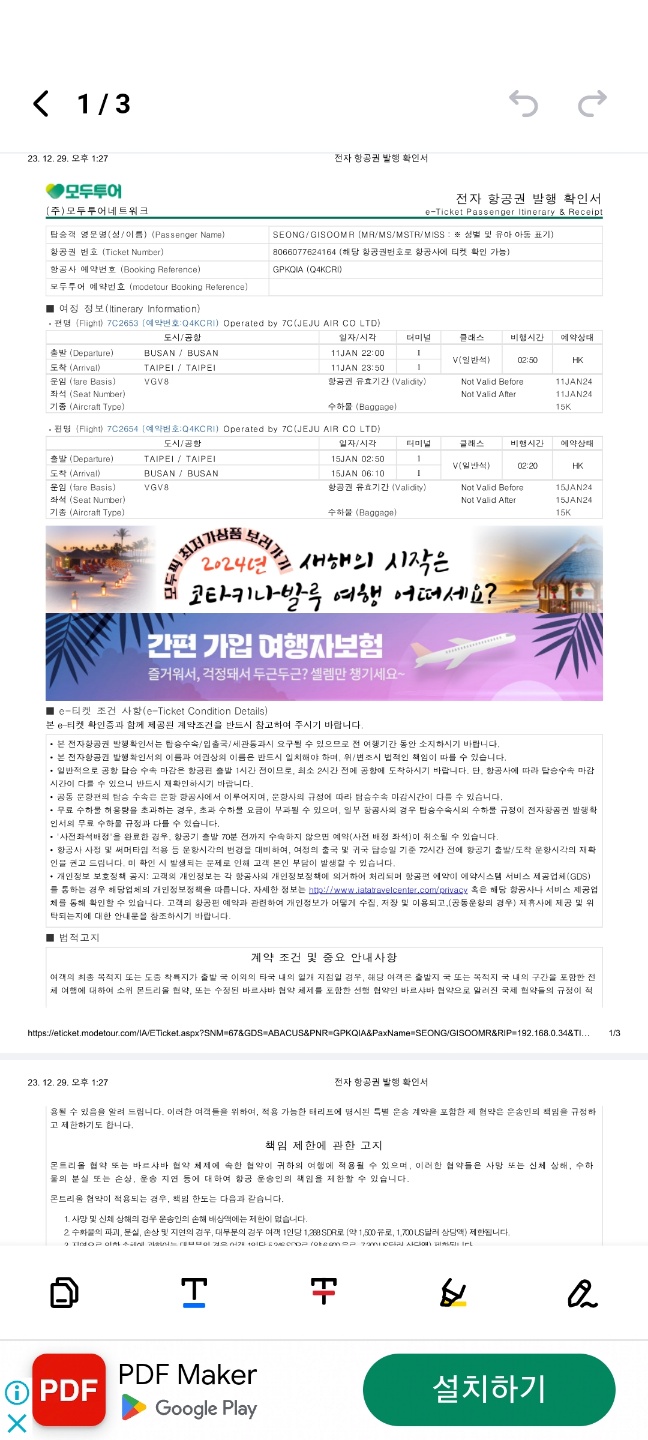 1 / 3
23. 12. 29. 오후 1:27 전자 항공권 발행 확인서
모두투어
(주)모두투어네트워크
전자 항공권 발행 확인서
e-Ticket Passenger Itinerary & Receipt
탑승객 영문명(성/이름) (Passenger Name) SEONG/GISOOMR (MR/MS/MSTR/MISS : ※ 성별 및 유아 아동 표기)
항공권 번호 (Ticket Number) 8066077624164 (해당 항공권번호로 항공사에 티켓 확인 가능)
항공사 예약번호 (Booking Reference) GPKQIA (Q4KCRI)
모두투어 예약번호 (modetour Booking Reference)
■ 여정 정보(Itinerary Information)
• 편명 (Flight) 7C2653 (예약번호:Q4KCRI) Operated by 7C(JEJU AIR CO LTD)
도시/공항 일자/시각 터미널 클래스 비행시간 예약상태
출발 (Departure) BUSAN / BUSAN 11JAN 22:00 I V(일반석) 02:50 HK
도착 (Arrival) TAIPEI / TAIPEI 11JAN 23:50 1
운임 (fare Basis) VGV8 항공권 유효기간 (Validity) Not Valid Before 11JAN24
좌석 (Seat Number) Not Valid After 11JAN24
기종 (Aircraft Type) 수하물 (Baggage) 15K
• 편명 (Flight) 7C2654 (예약번호:Q4KCRI) Operated by 7C(JEJU AIR CO LTD)
도시/공항 일자/시각 터미널 클래스 비행시간 예약상태
출발 (Departure) TAIPEI / TAIPEI 15JAN 02:50 1 V(일반석) 02:20 HK
도착 (Arrival) BUSAN / BUSAN 15JAN 06:10 I
운임 (fare Basis) VGV8 항공권 유효기간 (Validity) Not Valid Before 15JAN24
좌석 (Seat Number) Not Valid After 15JAN24
기종 (Aircraft Type) 수하물 (Baggage) 15K
모두픽 최저가상품 보러가기
2024년 새해의 시작은
코타키나발루 여행 어떠세요?
간편 가입 여행자보험
즐거워서, 걱정돼서 두근두근? 셀렘만 챙기세요~
■ e-티켓 조건 사항(e-Ticket Condition Details)
본 e-티켓 확인증과 함께 제공된 계약조건을 반드시 참고하여 주시기 바랍니다.
• 본 전자항공권 발행확인서는 탑승수속/입출국/세관통과시 요구될 수 있으므로 전 여행기간 동안 소지하시기 바랍니다.
• 본 전자항공권 발행확인서의 이름과 여권상의 이름은 반드시 일치해야 하며, 위/변조시 법적인 책임이 따를 수 있습니다.
• 일반적으로 공항 탑승 수속 마감은 항공편 출발 1시간 전이므로, 최소 2시간 전에 공항에 도착하시기 바랍니다. 단, 항공사에 따라 탑승수속 마감
시간이 다를 수 있으니 반드시 재확인하시기 바랍니다.
• 공동 운항편의 탑승 수속은 운항 항공사에서 이루어지며, 운항사의 규정에 따라 탑승수속 마감시간이 다를 수 있습니다.
• 무료 수하물 허용량을 초과하는 경우, 초과 수하물 요금이 부과될 수 있으며, 일부 항공사의 경우 탑승수속시의 수하물 규정이 전자항공권 발행확
인서의 무료 수하물 규정과 다를 수 있습니다.
• '사전좌석배정'을 완료한 경우, 항공기 출발 70분 전까지 수속하지 않으면 예약(사전 배정 좌석)이 취소될 수 있습니다.
• 항공사 사정 및 써머타임 적용 등 운항시각의 변경을 대비하여, 여정의 출국 및 귀국 탑승일 기준 72시간 전에 항공기 출발/도착 운항시각의 재확
인을 권고 드립니다. 미 확인 시 발생되는 문제로 인해 고객 본인 부담이 발생할 수 있습니다.
• 개인정보 보호정책 공지: 고객의 개인정보는 각 항공사의 개인정보정책에 의거하여 처리되며 항공편 예약이 예약시스템 서비스 제공업체(GDS)
를 통하는 경우 해당업체의 개인정보정책을 따릅니다. 자세한 정보는 http://www.iatatravelcenter.com/privacy 혹은 해당 항공사나 서비스 제공업
체를 통해 확인할 수 있습니다. 고객의 항공편 예약과 관련하여 개인정보가 어떻게 수집, 저장 및 이용되고,(공동운항의 경우) 제휴사에 제공 및 위
탁되는지에 대한 안내문을 참조하시기 바랍니다.
■ 법적고지
계약 조건 및 중요 안내사항
여객의 최종 목적지 또는 도중 착륙지가 출발 국 이외의 타국 내의 일개 지점일 경우, 해당 여객은 출발지 국 또는 목적지 국 내의 구간을 포함한 전
체 여행에 대하여 소위 몬트리올 협약, 또는 수정된 바르샤바 협약 체제를 포함한 선행 협약인 바르샤바 협약으로 알려진 국제 협약들의 규정이 적
https://eticket.modetour.com/IA/ETicket.aspx?SNM=67&GDS=ABACUS&PNR=GPKQIA&PaxName=SEONG/GISOOMR&RIP=192.168.0.34&TI... 1/3
23. 12. 29. 오후 1:27 전자 항공권 발행 확인서
용될 수 있음을 알려 드립니다. 이러한 여객들을 위하여, 적용 가능한 태리프에 명시된 특별 운송 계약을 포함한 제 협약은 운송인의 책임을 규정하
고 제한하기도 합니다.
책임 제한에 관한 고지
몬트리올 협약 또는 바르샤바 협약 체제에 속한 협약이 귀하의 여행에 적용될 수 있으며, 이러한 협약들은 사망 또는 신체 상해, 수하
물의 분실 또는 손상, 운송 지연 등에 대하여 항공 운송인의 책임을 제한할 수 있습니다.
몬트리올 협약이 적용되는 경우, 책임 한도는 다음과 같습니다.
1. 사망 및 신체 상해의 경우 운송인의 손해 배상액에는 제한이 없습니다.
2. 수화물의 파괴, 분실, 손상 및 지연의 경우, 대부분의 경우 여객 1인당 1,288 SDR로 (약 1,500 유로, 1,700 US달러 상당액) 제한됩니다.
PDF
PDF Maker
Google Play
설치하기